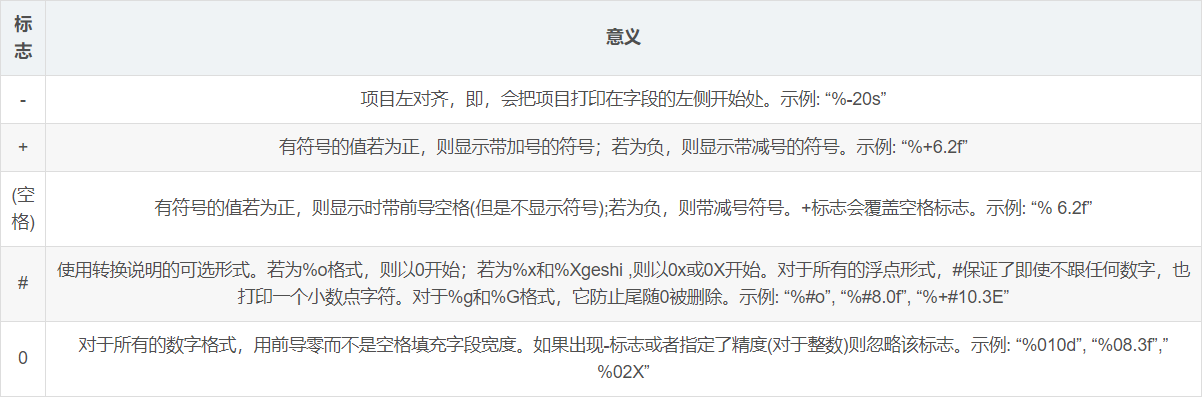 标
志
意义
-
项目左对齐，即，会把项目打印在字段的左侧开始处。示例: “%-20s”
+
有符号的值若为正，则显示带加号的符号；若为负，则显示带减号的符号。示例: “%+6.2f”
(空
格)
有符号的值若为正，则显示时带前导空格(但是不显示符号);若为负，则带减号符号。+标志会覆盖空格标志。示例: “% 6.2f”
#
使用转换说明的可选形式。若为%o格式，则以0开始；若为%x和%Xgeshi ,则以0x或0X开始。对于所有的浮点形式，#保证了即使不跟任何数字，也
打印一个小数点字符。对于%g和%G格式，它防止尾随0被删除。示例: “%#o”, “%#8.0f”, “%+#10.3E”
0
对于所有的数字格式，用前导零而不是空格填充字段宽度。如果出现-标志或者指定了精度(对于整数)则忽略该标志。示例: “%010d”, “%08.3f”,”
%02X”